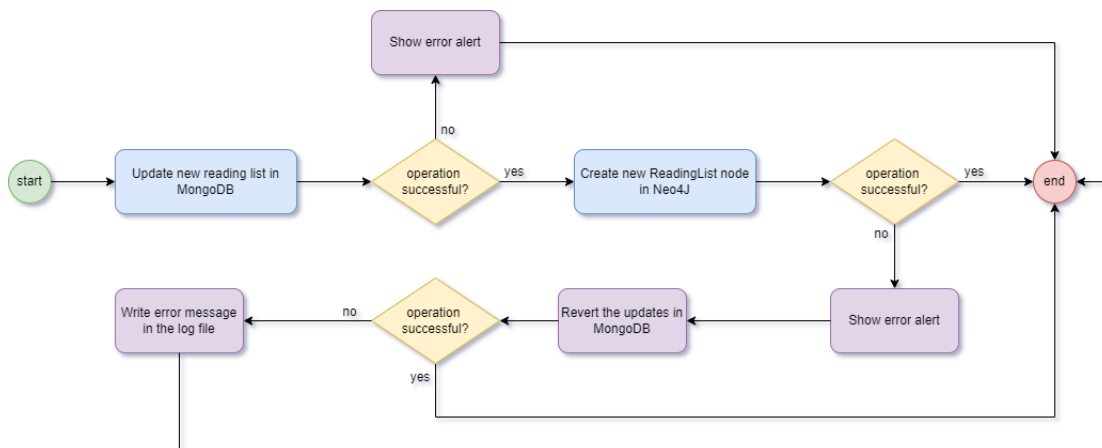 Show error alert
no
start
Update new reading list in
MongoDB
operation
successful?
yes
Create new ReadingList node
in Neo4J
operation
successful?
yes
end
no
Write error message
in the log file
no
operation
successful?
yes
Revert the updates in
MongoDB
Show error alert